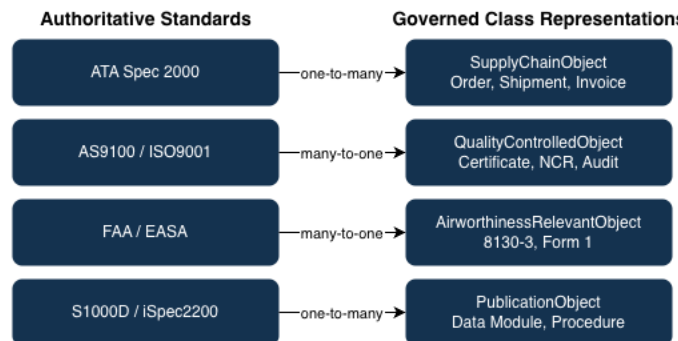 Authoritative Standards
Governed Class Representations
ATA Spec 2000
one-to-many
SupplyChainObject
Order, Shipment, Invoice
AS9100 / ISO9001
many-to-one
QualityControlledObject
Certificate, NCR, Audit
FAA / EASA
many-to-one
AirworthinessRelevantObject
8130-3, Form 1
S1000D / iSpec2200
one-to-many
PublicationObject
Data Module, Procedure